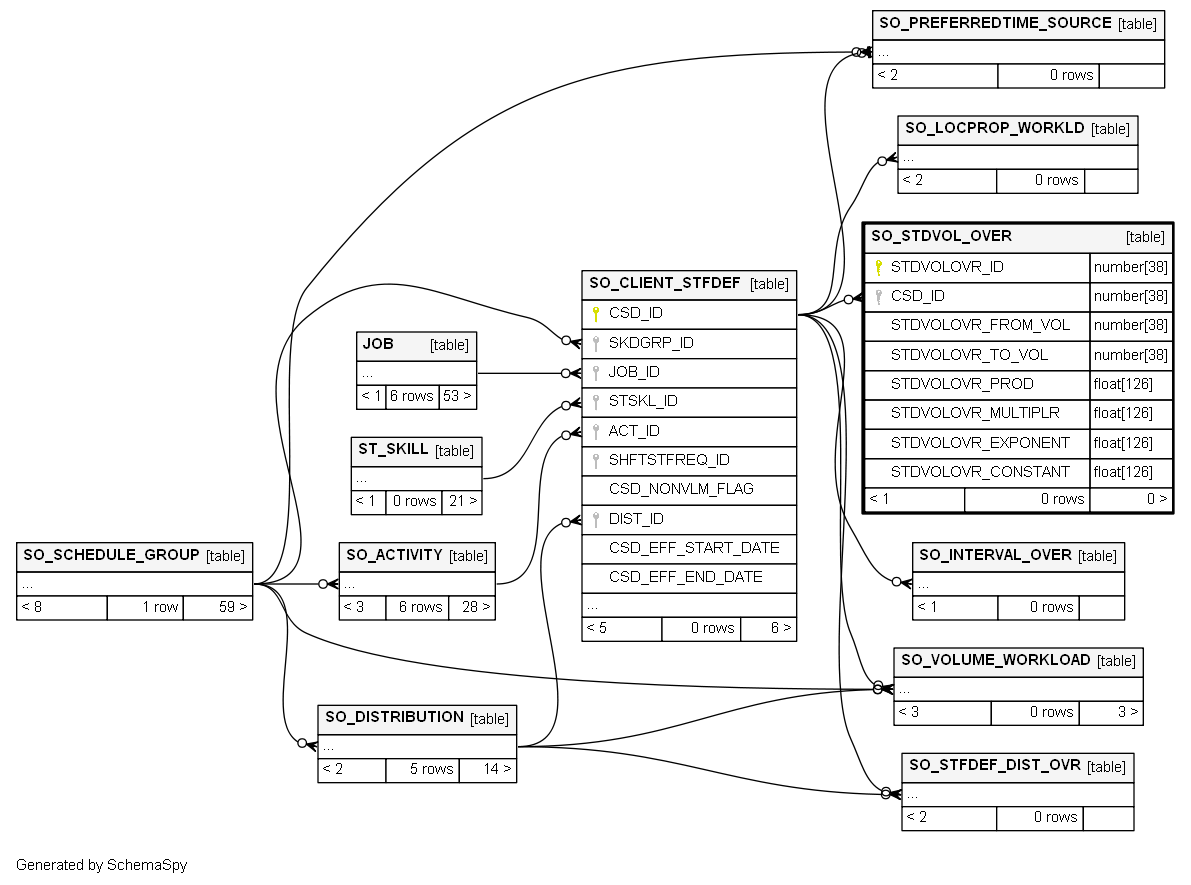 SO_PREFERREDTIME_SOURCE [table]
...
< 2 0 rows
SO_LOCPROP_WORKLD [table]
...
< 2 0 rows
SO_STDVOL_OVER [table]
STDVOLOVR_ID number[38]
CSD_ID number[38]
STDVOLOVR_FROM_VOL number[38]
STDVOLOVR_TO_VOL number[38]
STDVOLOVR_PROD float[126]
STDVOLOVR_MULTIPLR float[126]
STDVOLOVR_EXPONENT float[126]
STDVOLOVR_CONSTANT float[126]
< 1 0 rows 0 >
SO_CLIENT_STFDEF [table]
CSD_ID
SKDGRP_ID
JOB_ID
STSKL_ID
ACT_ID
SHFTSTFREQ_ID
CSD_NONVLM_FLAG
DIST_ID
CSD_EFF_START_DATE
CSD_EFF_END_DATE
...
< 5 0 rows 6 >
JOB [table]
...
< 1 6 rows 53 >
ST_SKILL [table]
...
< 1 0 rows 21 >
SO_SCHEDULE_GROUP [table]
...
< 8 1 row 59 >
SO_ACTIVITY [table]
...
< 3 6 rows 28 >
SO_INTERVAL_OVER [table]
...
< 1 0 rows
SO_VOLUME_WORKLOAD [table]
...
< 3 0 rows 3 >
SO_DISTRIBUTION [table]
...
< 2 5 rows 14 >
SO_STFDEF_DIST_OVR [table]
...
< 2 0 rows
Generated by SchemaSpy